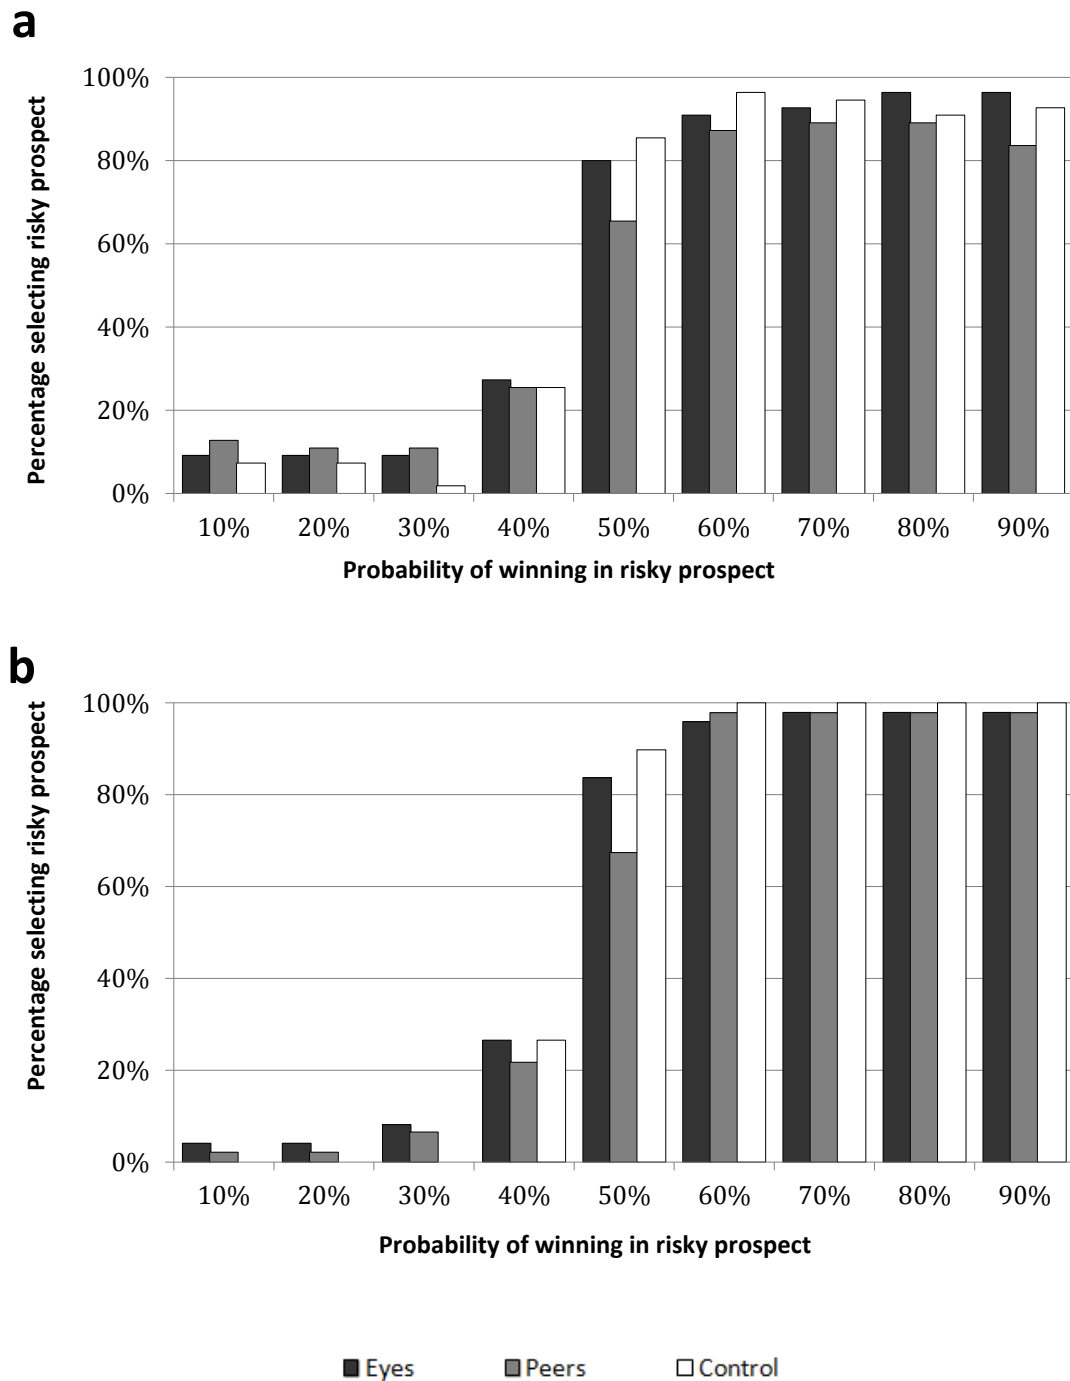 a
Percentage selecting risky prospect
100%
80%
60%
40%
20%
0%
10% 20% 30% 40% 50% 60% 70% 80% 90%
Probability of winning in risky prospect
b
Percentage selecting risky prospect
100%
80%
60%
40%
20%
0%
10% 20% 30% 40% 50% 60% 70% 80% 90%
Probability of winning in risky prospect
Eyes Peers Control